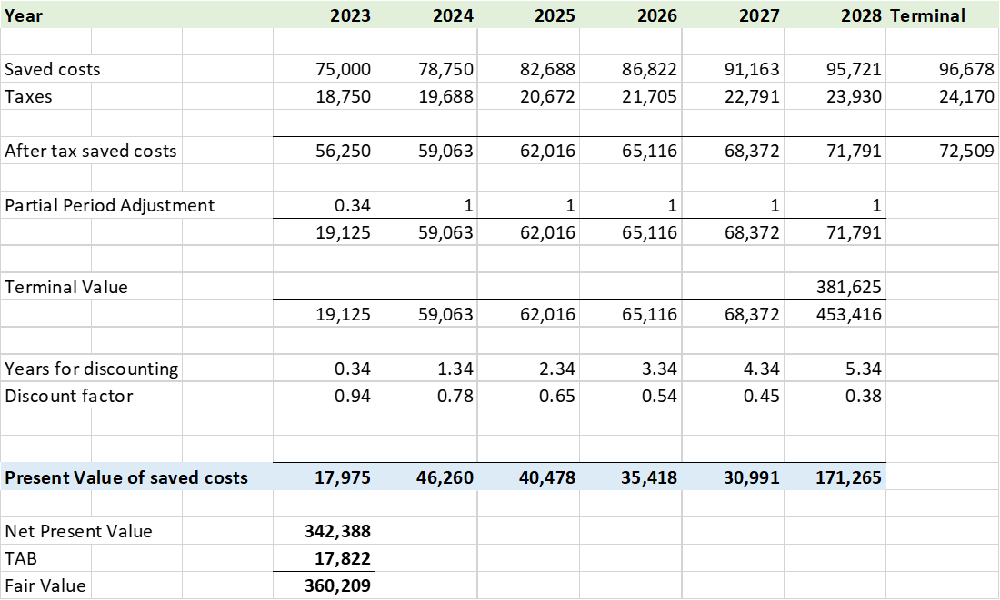 Year 2023 2024 2025 2026 2027 2028 Terminal
Saved costs 75,000 78,750 82,688 86,822 91,163 95,721 96,678
Taxes 18,750 19,688 20,672 21,705 22,791 23,930 24,170
After tax saved costs 56,250 59,063 62,016 65,116 68,372 71,791 72,509
Partial Period Adjustment 0.34 1 1 1 1 1
19,125 59,063 62,016 65,116 68,372 71,791
Terminal Value 381,625
19,125 59,063 62,016 65,116 68,372 453,416
Years for discounting 0.34 1.34 2.34 3.34 4.34 5.34
Discount factor 0.94 0.78 0.65 0.54 0.45 0.38
Present Value of saved costs 17,975 46,260 40,478 35,418 30,991 171,265
Net Present Value 342,388
TAB 17,822
Fair Value 360,209